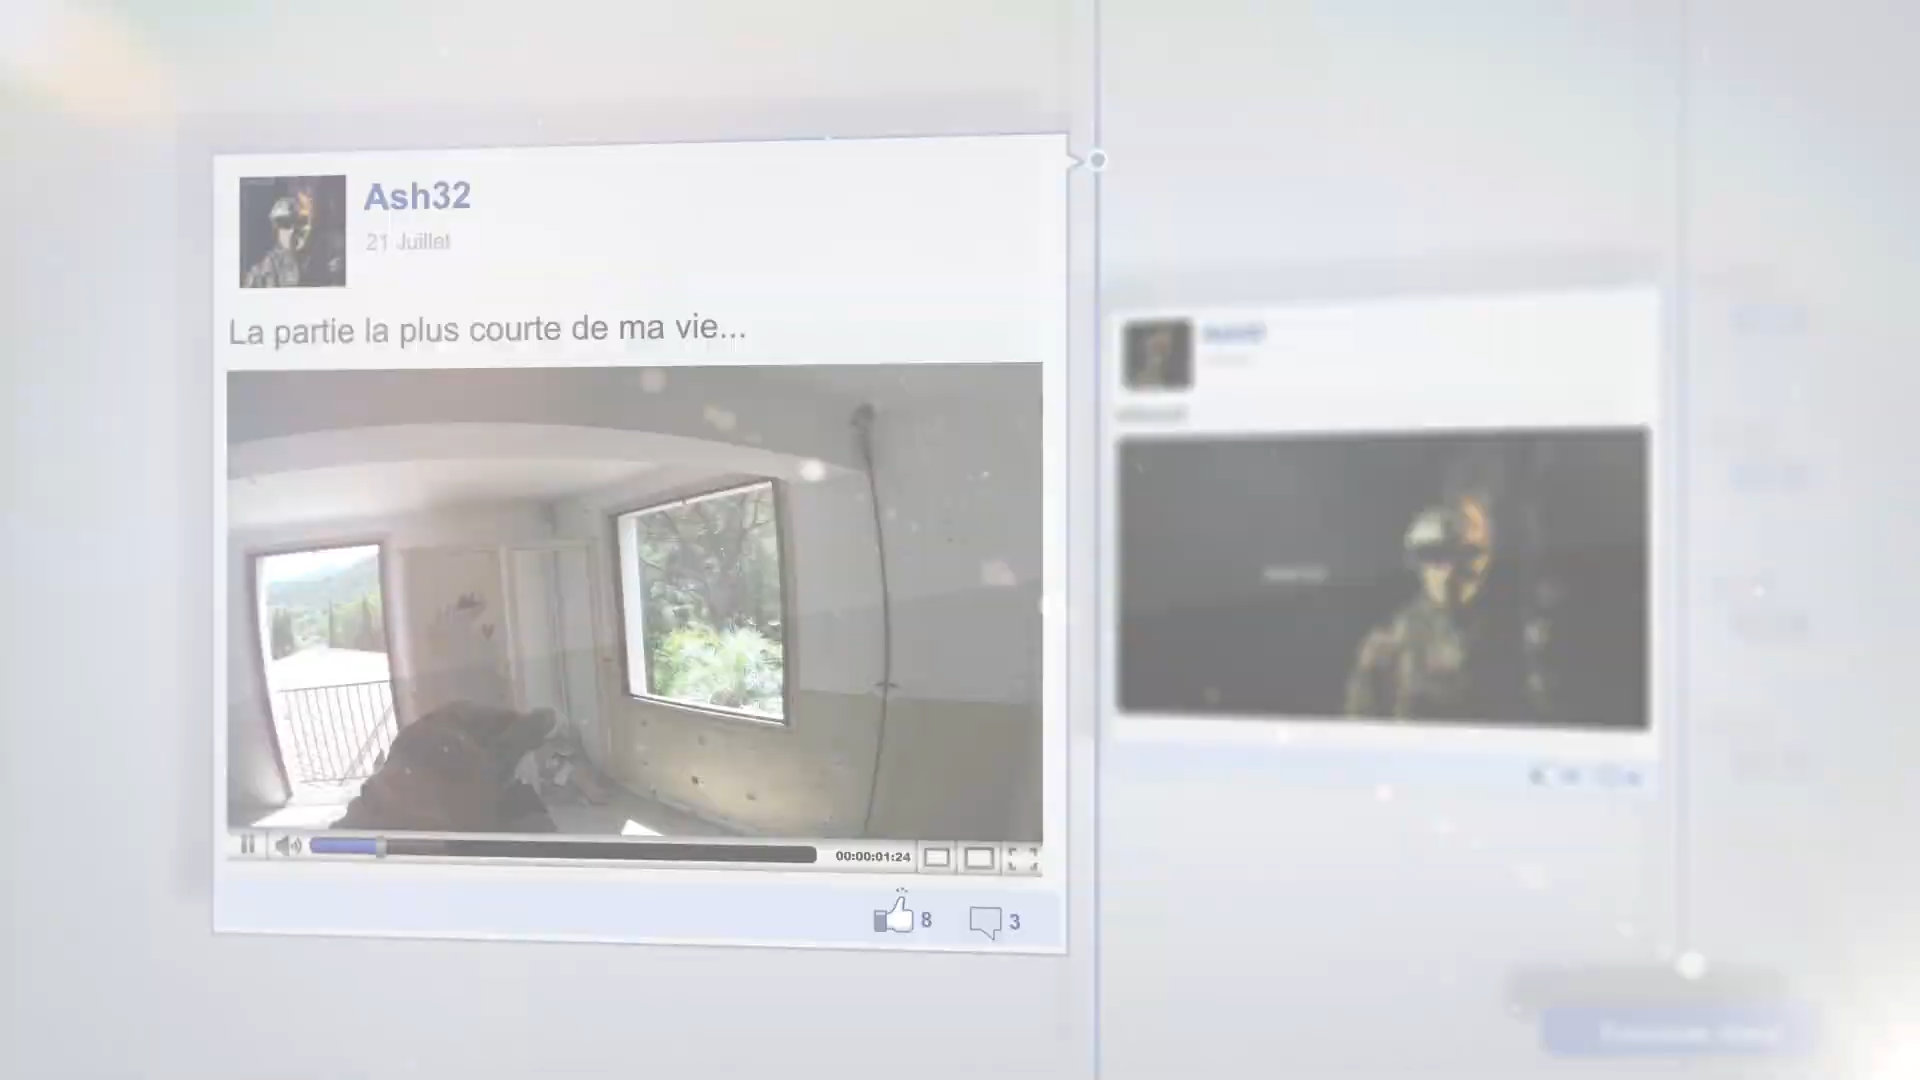 Ash32
21 Juillet
La partie la plus courte de ma vie...
00:00:01:24
8
3